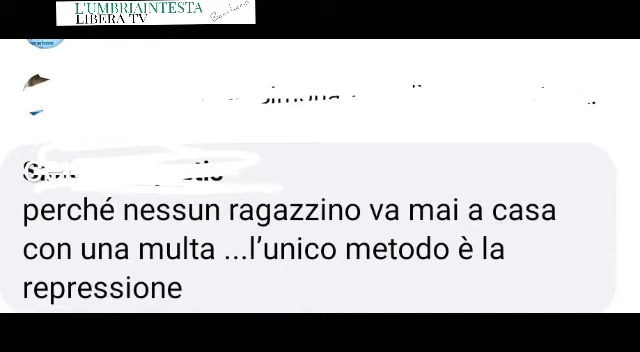 L'UMBRIAINTESTA
LIBERA TV
perché nessun ragazzino va mai a casa
con una multa ...l'unico metodo è la
repressione